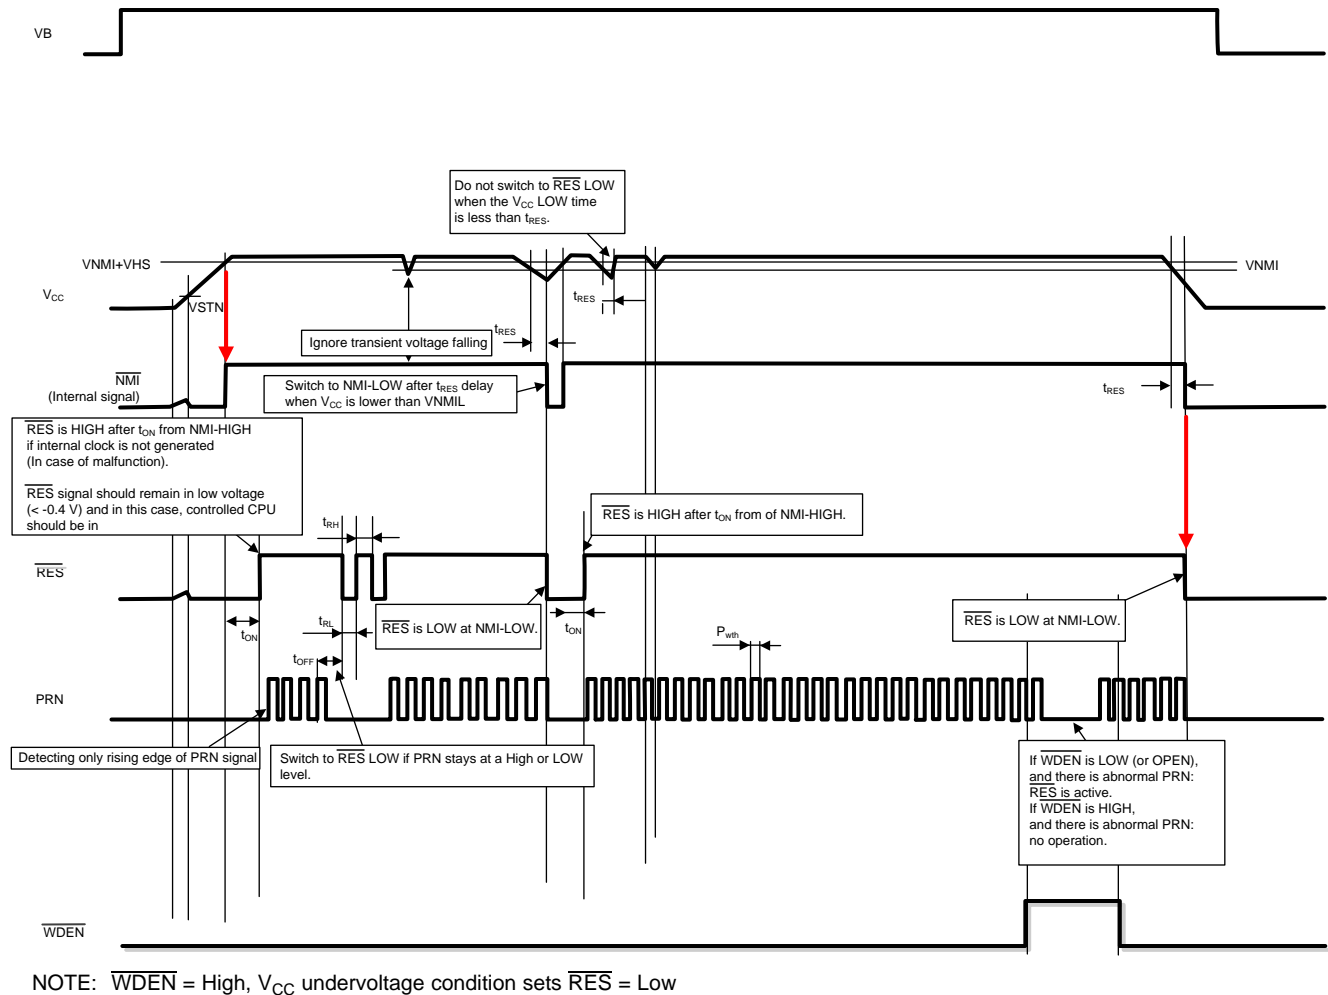 VB
Do not switch to RES LOW
when the VCC LOW time
is less than tRES.
VNMI+VHS
VNMI
VCC
VSTN
tRES
tRES
Ignore transient voltage falling
NMI
(Internal signal)
Switch to NMI-LOW after tRES delay
when VCC is lower than VNMIL
tRES
RES is HIGH after tON from NMI-HIGH
if internal clock is not generated
(In case of malfunction).
RES signal should remain in low voltage
(< -0.4 V) and in this case, controlled CPU
should be in
RES is HIGH after tON from of NMI-HIGH.
tRH
RES
tRL
RES is LOW at NMI-LOW.
RES is LOW at NMI-LOW.
tON
tON
Pwth
tOFF
PRN
Detecting only rising edge of PRN signal
Switch to RES LOW if PRN stays at a High or LOW
level.
If WDEN is LOW (or OPEN),
and there is abnormal PRN:
RES is active.
If WDEN is HIGH,
and there is abnormal PRN:
no operation.
WDEN
NOTE: WDEN = High, VCC undervoltage condition sets RES = Low